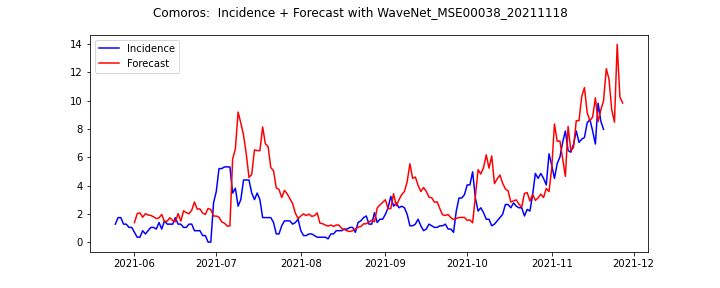 Comoros:  Incidence + Forecast with WaveNet_MSE00038_20211118
Incidence
Forecast
14
12
10
8
6
4
2
0
2021-06 2021-07 2021-08 2021-09 2021-10 2021-11 2021-12